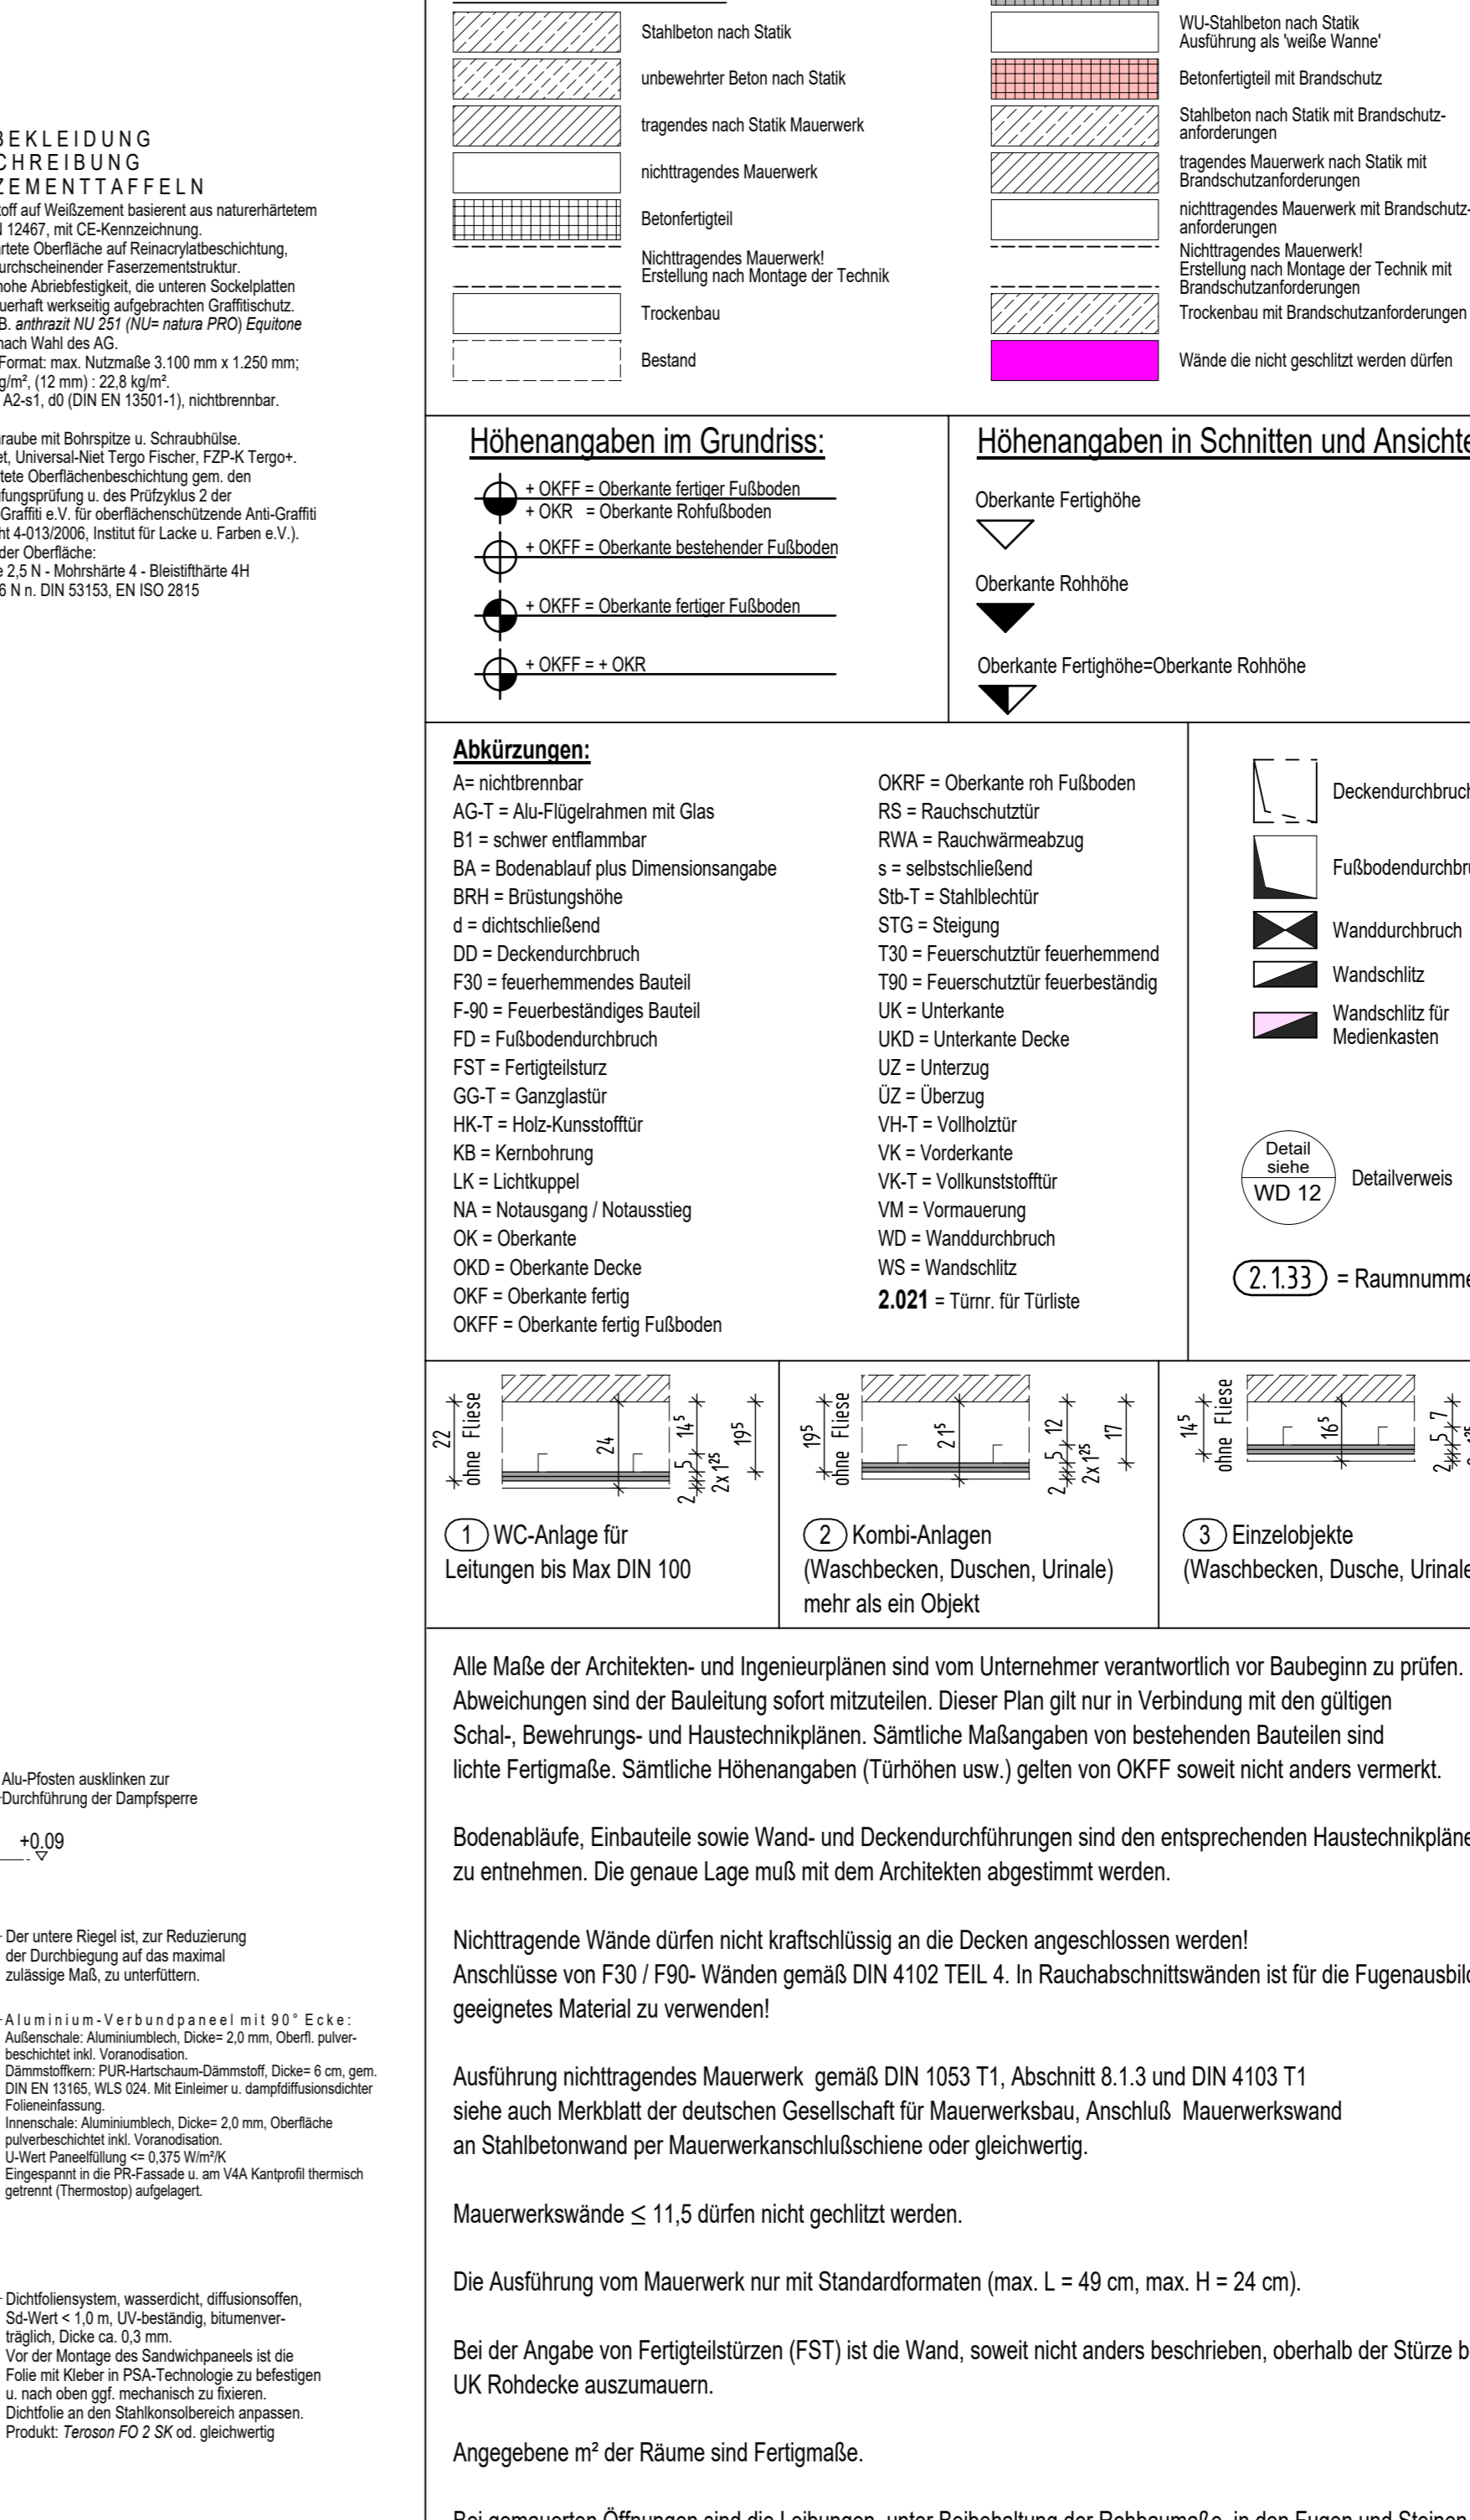 BEKLEIDUNG
CHREIBUNG
ZEMENTTAFFELN
toff auf Weißzement basierent aus naturerhärtetem
12467, mit CE-Kennzeichnung.
rtete Oberfläche auf Reinacrylatbeschichtung,
urchscheinender Faserzementstruktur.
hohe Abriebfestigkeit, die unteren Sockelplatten
uerhaft werkseitig aufgebrachten Graffitischutz.
B. anthrazit NU 251 (NU= natura PRO) Equitone
nach Wahl des AG.
Format: max. Nutzmaße 3.100 mm x 1.250 mm;
g/m², (12 mm) : 22,8 kg/m².
A2-s1, d0 (DIN EN 13501-1), nichtbrennbar.
hraube mit Bohrspitze u. Schraubhülse.
et, Universal-Niet Tergo Fischer, FZP-K Tergo+.
tete Oberflächenbeschichtung gem. den
ifungsprüfung u. des Prüfzyklus 2 der
Graffiti e.V. für oberflächenschützende Anti-Graffiti
ht 4-013/2006, Institut für Lacke u. Farben e.V.).
der Oberfläche:
e 2,5 N - Mohrshärte 4 - Bleistifthärte 4H
6 N n. DIN 53153, EN ISO 2815
Alu-Pfosten ausklinken zur
Durchführung der Dampfsperre
+0.09
Der untere Riegel ist, zur Reduzierung
der Durchbiegung auf das maximal
zulässige Maß, zu unterfüttern.
Aluminium-Verbundpaneel mit 90° Ecke:
Außenschale: Aluminiumblech, Dicke= 2,0 mm, Oberfl. pulver-
beschichtet inkl. Voranodisation.
Dämmstoffkern: PUR-Hartschaum-Dämmstoff, Dicke= 6 cm, gem.
DIN EN 13165, WLS 024. Mit Einleimer u. dampfdiffusionsdichter
Folieneinfassung.
Innenschale: Aluminiumblech, Dicke= 2,0 mm, Oberfläche
pulverbeschichtet inkl. Voranodisation.
U-Wert Paneelfüllung <= 0,375 W/m²/K
Eingespannt in die PR-Fassade u. am V4A Kantprofil thermisch
getrennt (Thermostop) aufgelagert.
Dichtfoliensystem, wasserdicht, diffusionsoffen,
Sd-Wert < 1,0 m, UV-beständig, bitumenver-
träglich, Dicke ca. 0,3 mm.
Vor der Montage des Sandwichpaneels ist die
Folie mit Kleber in PSA-Technologie zu befestigen
u. nach oben ggf. mechanisch zu fixieren.
Dichtfolie an den Stahlkonsolbereich anpassen.
Produkt: Teroson FO 2 SK od. gleichwertig
Stahlbeton nach Statik
unbewehrter Beton nach Statik
tragendes nach Statik Mauerwerk
nichttragendes Mauerwerk
Betonfertigteil
Nichttragendes Mauerwerk!
Erstellung nach Montage der Technik
Trockenbau
Bestand
WU-Stahlbeton nach Statik
Ausführung als 'weiße Wanne'
Betonfertigteil mit Brandschutz
Stahlbeton nach Statik mit Brandschutz-
anforderungen
tragendes Mauerwerk nach Statik mit
Brandschutzanforderungen
nichttragendes Mauerwerk mit Brandschutz-
anforderungen
Nichttragendes Mauerwerk!
Erstellung nach Montage der Technik mit
Brandschutzanforderungen
Trockenbau mit Brandschutzanforderungen
Wände die nicht geschlitzt werden dürfen
Höhenangaben im Grundriss:
+ OKFF = Oberkante fertiger Fußboden
+ OKR = Oberkante Rohfußboden
+ OKFF = Oberkante bestehender Fußboden
+ OKFF = Oberkante fertiger Fußboden
+ OKFF = + OKR
Höhenangaben in Schnitten und Ansichte
Oberkante Fertighöhe
Oberkante Rohhöhe
Oberkante Fertighöhe=Oberkante Rohhöhe
Abkürzungen:
A= nichtbrennbar
AG-T = Alu-Flügelrahmen mit Glas
B1 = schwer entflammbar
BA = Bodenablauf plus Dimensionsangabe
BRH = Brüstungshöhe
d = dichtschließend
DD = Deckendurchbruch
F30 = feuerhemmendes Bauteil
F-90 = Feuerbeständiges Bauteil
FD = Fußbodendurchbruch
FST = Fertigteilsturz
GG-T = Ganzglastür
HK-T = Holz-Kunsstofftür
KB = Kernbohrung
LK = Lichtkuppel
NA = Notausgang / Notausstieg
OK = Oberkante
OKD = Oberkante Decke
OKF = Oberkante fertig
OKFF = Oberkante fertig Fußboden
OKRF = Oberkante roh Fußboden
RS = Rauchschutztür
RWA = Rauchwärmeabzug
s = selbstschließend
Stb-T = Stahlblechtür
STG = Steigung
T30 = Feuerschutztür feuerhemmend
T90 = Feuerschutztür feuerbeständig
UK = Unterkante
UKD = Unterkante Decke
UZ = Unterzug
ÜZ = Überzug
VH-T = Vollholztür
VK = Vorderkante
VK-T = Vollkunststofftür
VM = Vormauerung
WD = Wanddurchbruch
WS = Wandschlitz
2.021 = Türnr. für Türliste
Deckendurchbruch
Fußbodendurchbru
Wanddurchbruch
Wandschlitz
Wandschlitz für
Medienkasten
Detail
siehe
WD 12
Detailverweis
2.1.33 = Raumnumme
22
ohne Fliese
24
2 5 14⁵
2x 1²⁵
19⁵
1 WC-Anlage für
Leitungen bis Max DIN 100
19⁵
ohne Fliese
21⁵
2 5 12
2x 1²⁵
17
2 Kombi-Anlagen
(Waschbecken, Duschen, Urinale)
mehr als ein Objekt
14⁵
ohne Fliese
16⁵
2 5 7
3 Einzelobjekte
(Waschbecken, Dusche, Urinale
Alle Maße der Architekten- und Ingenieurplänen sind vom Unternehmer verantwortlich vor Baubeginn zu prüfen.
Abweichungen sind der Bauleitung sofort mitzuteilen. Dieser Plan gilt nur in Verbindung mit den gültigen
Schal-, Bewehrungs- und Haustechnikplänen. Sämtliche Maßangaben von bestehenden Bauteilen sind
lichte Fertigmaße. Sämtliche Höhenangaben (Türhöhen usw.) gelten von OKFF soweit nicht anders vermerkt.
Bodenabläufe, Einbauteile sowie Wand- und Deckendurchführungen sind den entsprechenden Haustechnikpläne
zu entnehmen. Die genaue Lage muß mit dem Architekten abgestimmt werden.
Nichttragende Wände dürfen nicht kraftschlüssig an die Decken angeschlossen werden!
Anschlüsse von F30 / F90- Wänden gemäß DIN 4102 TEIL 4. In Rauchabschnittswänden ist für die Fugenausbild
geeignetes Material zu verwenden!
Ausführung nichttragendes Mauerwerk gemäß DIN 1053 T1, Abschnitt 8.1.3 und DIN 4103 T1
siehe auch Merkblatt der deutschen Gesellschaft für Mauerwerksbau, Anschluß Mauerwerkswand
an Stahlbetonwand per Mauerwerkanschlußschiene oder gleichwertig.
Mauerwerkswände ≤ 11,5 dürfen nicht gechlitzt werden.
Die Ausführung vom Mauerwerk nur mit Standardformaten (max. L = 49 cm, max. H = 24 cm).
Bei der Angabe von Fertigteilstürzen (FST) ist die Wand, soweit nicht anders beschrieben, oberhalb der Stürze b
UK Rohdecke auszumauern.
Angegebene m² der Räume sind Fertigmaße.
Bei gemauerten Öffnungen sind die Leibungen, unter Beibehaltung der Rohbaumaße, in den Fugen und Steinen